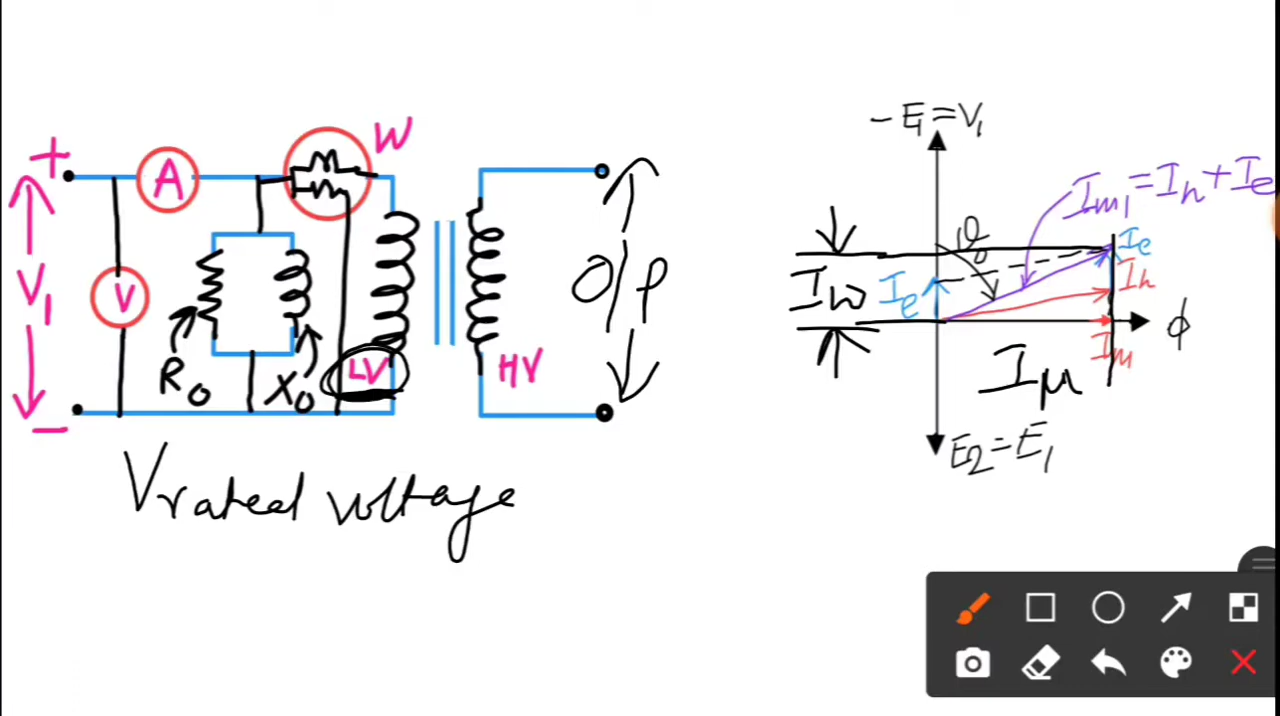 +
A
W
V₁
V
R₀
X₀
LV
HV
O/P
−
Vrated voltage
− E₁ = V₁
Im₁ = Ih + Ie
θ₀
Ie
Ih
Iw
Ie
ϕ
Im
Iμ
E₂ = E₁